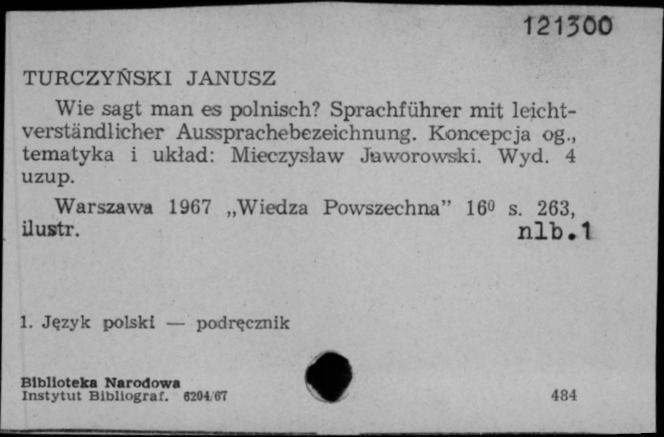 121300
TURCZYŃSKI JANUSZ
Wie sagt man es polnisch? Sprachführer mit leicht-
verständlicher Aussprachebezeichnung. Koncepcja og.,
tematyka i układ: Mieczysław Jaworowski. Wyd. 4
uzup.
Warszawa 1967 „Wiedza Powszechna” 16⁰ s. 263,
ilustr. nlb.1
1. Język polski — podręcznik
Biblioteka Narodowa
Instytut Bibliograf. 6204/67 484